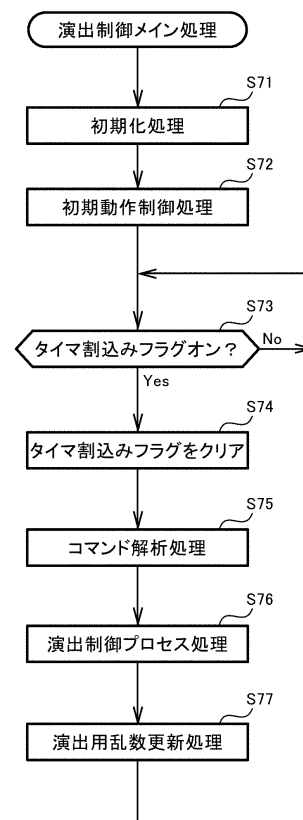 演出制御メイン処理
S71
初期化処理
S72
初期動作制御処理
S73
タイマ割込みフラグオン?
No
Yes
S74
タイマ割込みフラグをクリア
S75
コマンド解析処理
S76
演出制御プロセス処理
S77
演出用乱数更新処理